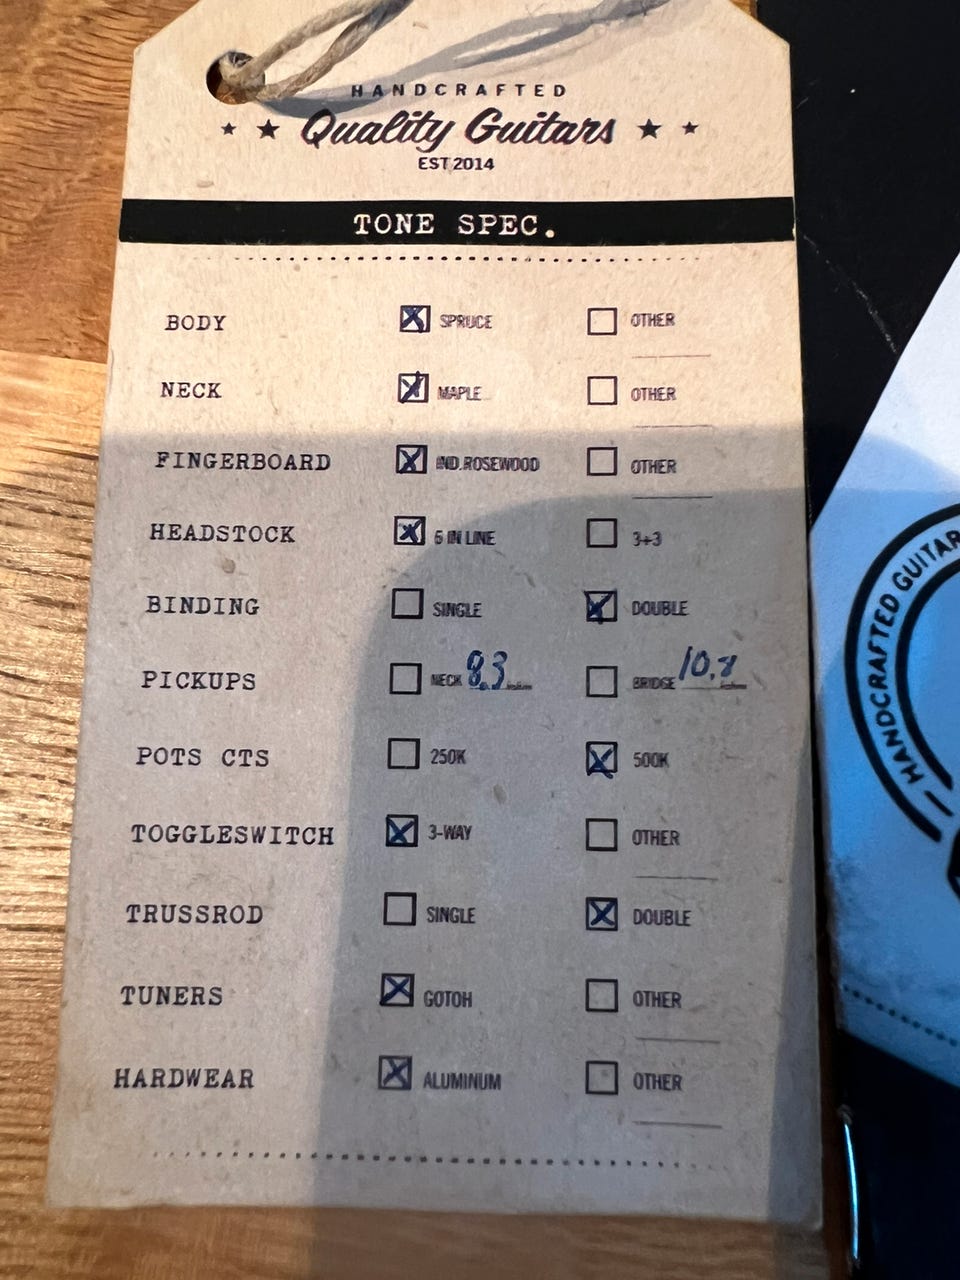 HANDCRAFTED
Quality Guitars
EST 2014
TONE SPEC.
BODY SPRUCE OTHER
NECK MAPLE OTHER
FINGERBOARD IND.ROSEWOOD OTHER
HEADSTOCK 6 IN LINE 3+3
BINDING SINGLE DOUBLE
PICKUPS NECK 8.3 BRIDGE 10.8
POTS CTS 250K 500K
TOGGLESWITCH 3-WAY OTHER
TRUSSROD SINGLE DOUBLE
TUNERS GOTOH OTHER
HARDWEAR ALUMINUM OTHER
— HANDCRAFTED GUITAR